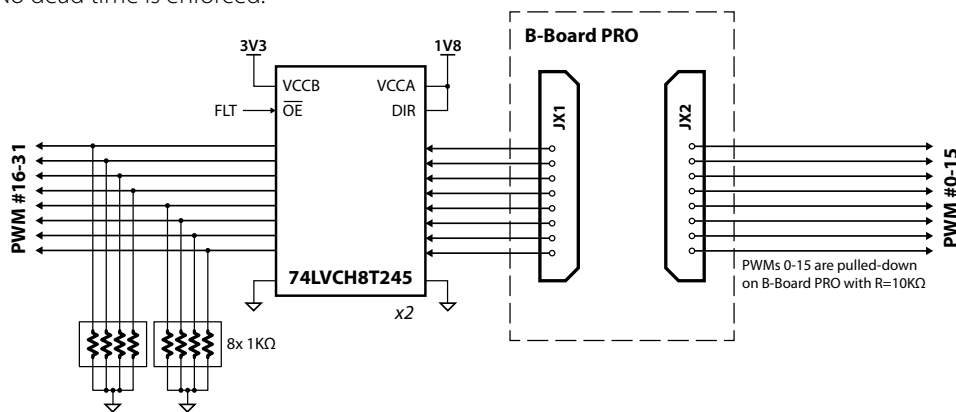 No dead time is enforced.
B-Board PRO
3V3
1V8
VCCB
VCCA
FLT
OE
DIR
JX1
JX2
PWM #16-31
PWM #0-15
74LVCH8T245
x2
PWMs 0-15 are pulled-down
on B-Board PRO with R=10KΩ
8x 1KΩ